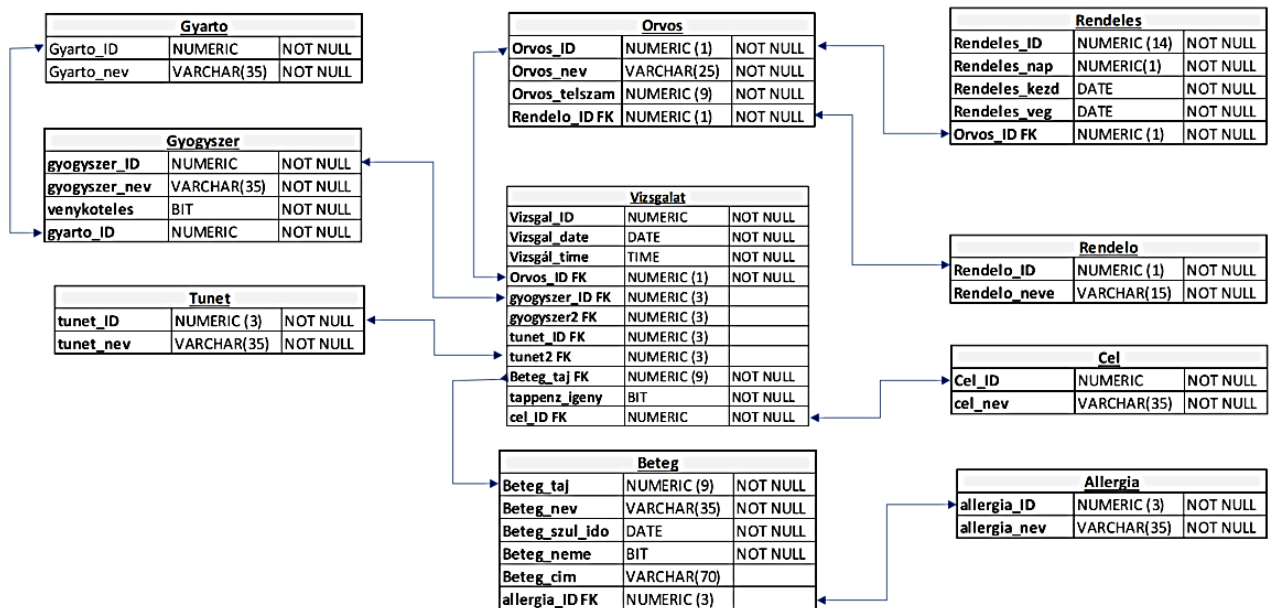 Gyarto
Gyarto_ID NUMERIC NOT NULL
Gyarto_nev VARCHAR(35) NOT NULL
Gyogyszer
gyogyszer_ID NUMERIC NOT NULL
gyogyszer_nev VARCHAR(35) NOT NULL
venykoteles BIT NOT NULL
gyarto_ID NUMERIC NOT NULL
Tunet
tunet_ID NUMERIC (3) NOT NULL
tunet_nev VARCHAR(35) NOT NULL
Orvos
Orvos_ID NUMERIC (1) NOT NULL
Orvos_nev VARCHAR(25) NOT NULL
Orvos_telszam NUMERIC (9) NOT NULL
Rendelo_ID FK NUMERIC (1) NOT NULL
Vizsgalat
Vizsgal_ID NUMERIC NOT NULL
Vizsgal_date DATE NOT NULL
Vizsgál_time TIME NOT NULL
Orvos_ID FK NUMERIC (1) NOT NULL
gyogyszer_ID FK NUMERIC (3)
gyogyszer2 FK NUMERIC (3)
tunet_ID FK NUMERIC (3)
tunet2 FK NUMERIC (3)
Beteg_taj FK NUMERIC (9) NOT NULL
tappenz_igeny BIT NOT NULL
cel_ID FK NUMERIC NOT NULL
Beteg
Beteg_taj NUMERIC (9) NOT NULL
Beteg_nev VARCHAR(35) NOT NULL
Beteg_szul_ido DATE NOT NULL
Beteg_neme BIT NOT NULL
Beteg_cim VARCHAR(70)
allergia_ID FK NUMERIC (3)
Rendeles
Rendeles_ID NUMERIC (14) NOT NULL
Rendeles_nap NUMERIC(1) NOT NULL
Rendeles_kezd DATE NOT NULL
Rendeles_veg DATE NOT NULL
Orvos_ID FK NUMERIC (1) NOT NULL
Rendelo
Rendelo_ID NUMERIC (1) NOT NULL
Rendelo_neve VARCHAR(15) NOT NULL
Cel
Cel_ID NUMERIC NOT NULL
cel_nev VARCHAR(35) NOT NULL
Allergia
allergia_ID NUMERIC (3) NOT NULL
allergia_nev VARCHAR(35) NOT NULL